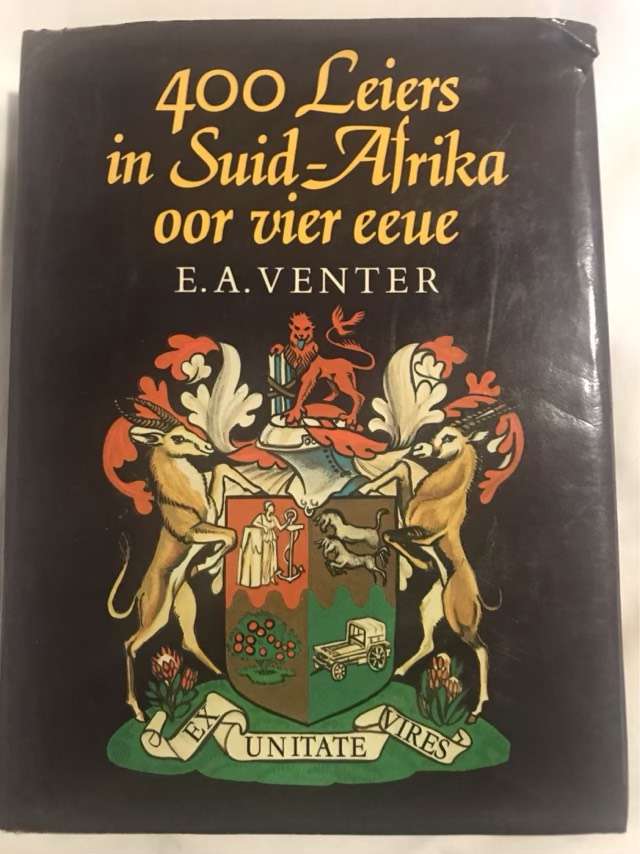 400 Leiers
in Suid-Afrika
oor vier eeue
E. A. VENTER
EX UNITATE VIRES